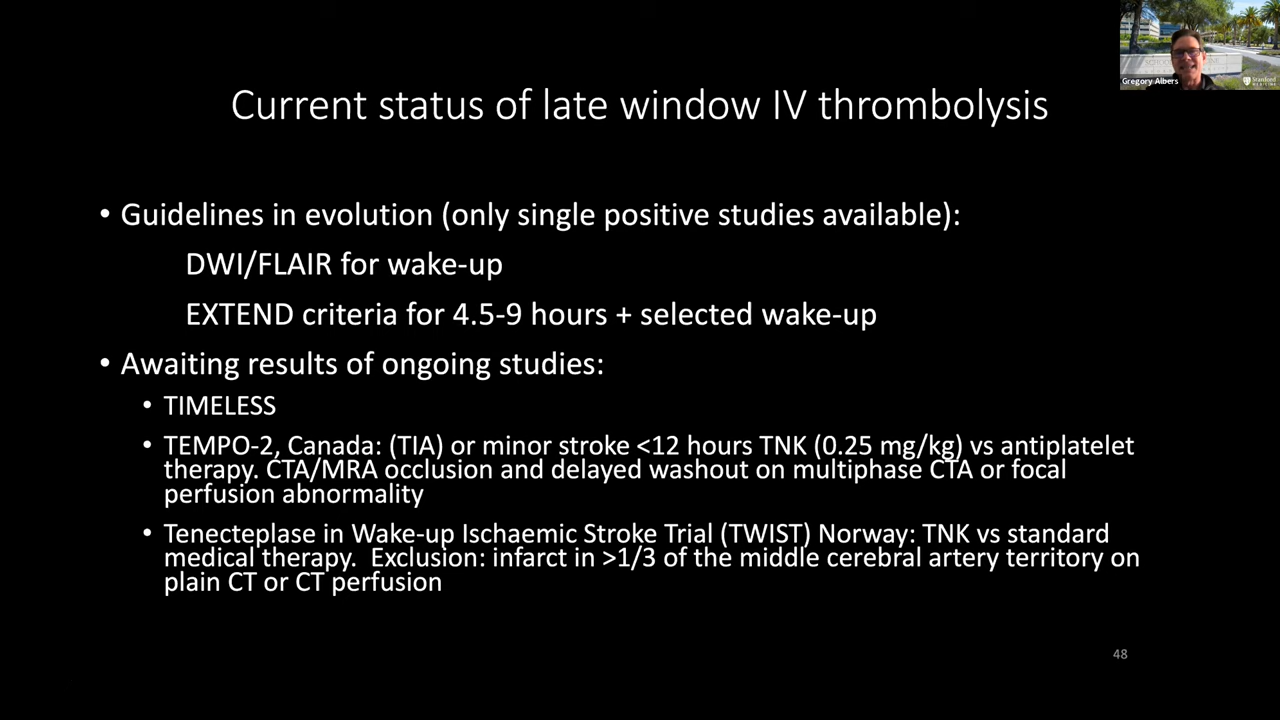 Gregory Albers
Stanford
MEDICINE
Current status of late window IV thrombolysis
• Guidelines in evolution (only single positive studies available):
DWI/FLAIR for wake-up
EXTEND criteria for 4.5-9 hours + selected wake-up
• Awaiting results of ongoing studies:
• TIMELESS
• TEMPO-2, Canada: (TIA) or minor stroke <12 hours TNK (0.25 mg/kg) vs antiplatelet
therapy. CTA/MRA occlusion and delayed washout on multiphase CTA or focal
perfusion abnormality
• Tenecteplase in Wake-up Ischaemic Stroke Trial (TWIST) Norway: TNK vs standard
medical therapy.  Exclusion: infarct in >1/3 of the middle cerebral artery territory on
plain CT or CT perfusion
48